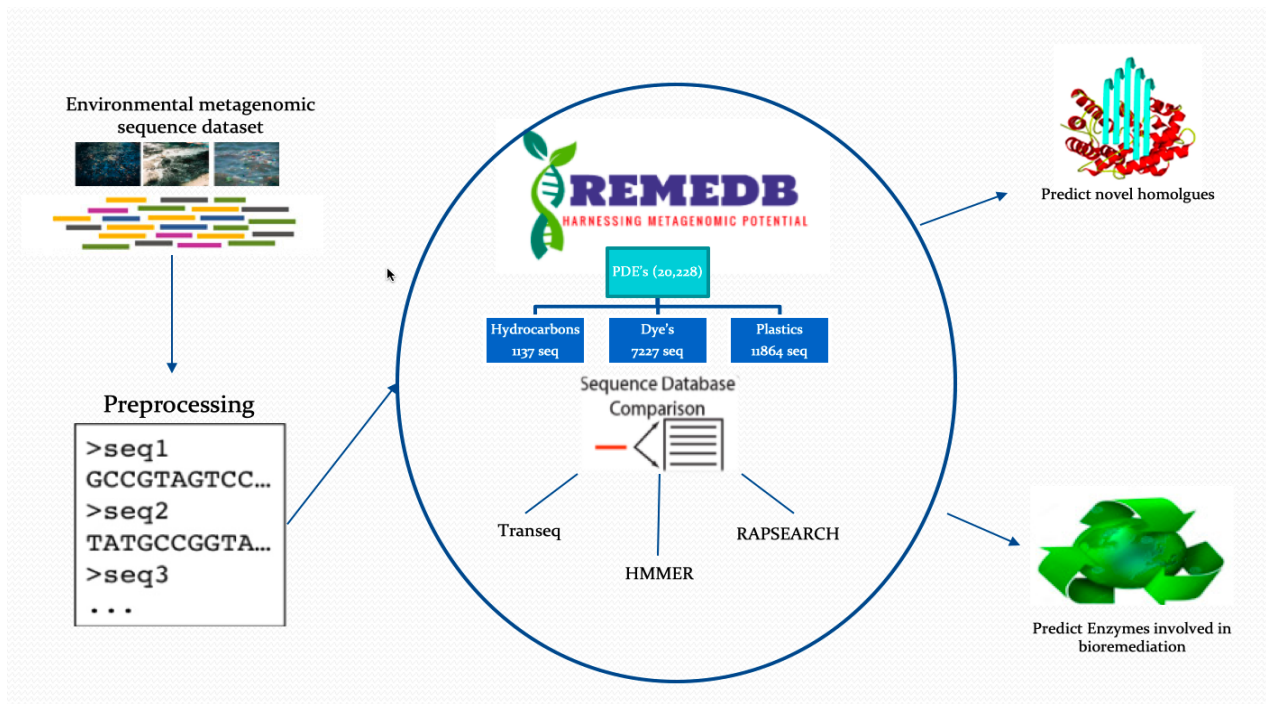 Environmental metagenomic
sequence dataset
Preprocessing
>seq1
GCCGTAGTCC...
>seq2
TATGCCGGTA...
>seq3
...
REMEDB
HARNESSING METAGENOMIC POTENTIAL
PDE's (20,228)
Hydrocarbons
1137 seq
Dye's
7227 seq
Plastics
11864 seq
Sequence Database
Comparison
Transeq
HMMER
RAPSEARCH
Predict novel homolgues
Predict Enzymes involved in
bioremediation